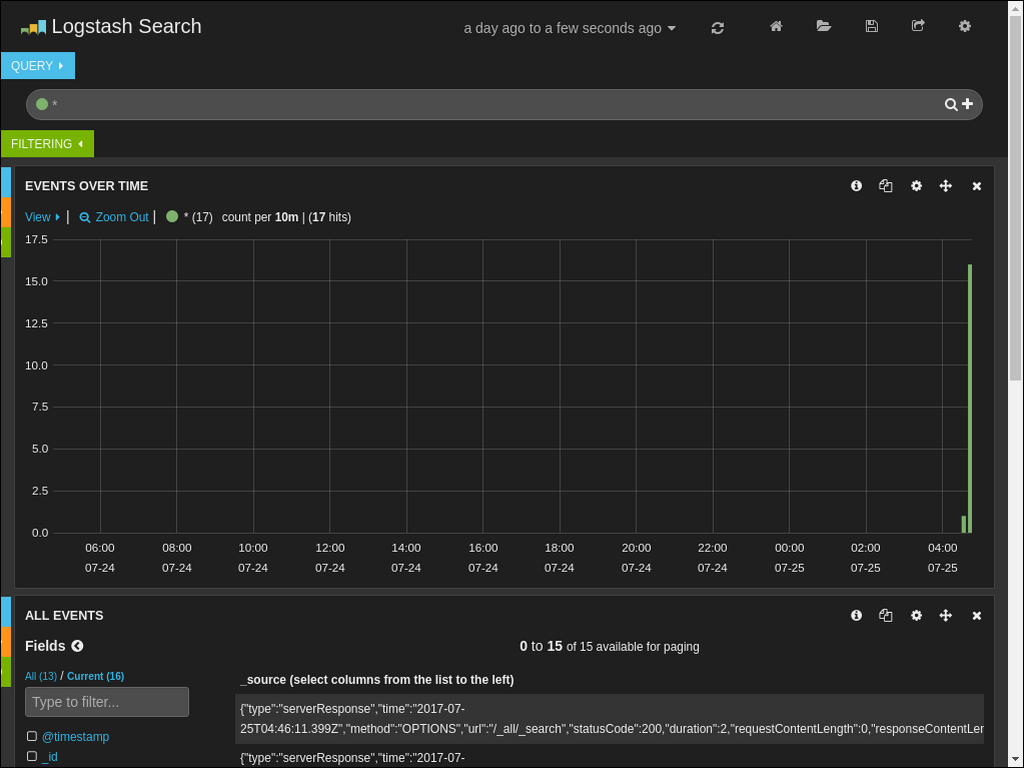 Logstash Search
a day ago to a few seconds ago
QUERY
*
FILTERING
EVENTS OVER TIME
View | Zoom Out | * (17) count per 10m | (17 hits)
17.5
15.0
12.5
10.0
7.5
5.0
2.5
0.0
06:00 08:00 10:00 12:00 14:00 16:00 18:00 20:00 22:00 00:00 02:00 04:00
07-24 07-24 07-24 07-24 07-24 07-24 07-24 07-24 07-24 07-25 07-25 07-25
ALL EVENTS
Fields
0 to 15 of 15 available for paging
All (13) / Current (16)
_source (select columns from the list to the left)
Type to filter...
{"type":"serverResponse","time":"2017-07-
25T04:46:11.399Z","method":"OPTIONS","url":"/_all/_search","statusCode":200,"duration":2,"requestContentLength":0,"responseContentLen
@timestamp
_id
{"type":"serverResponse","time":"2017-07-